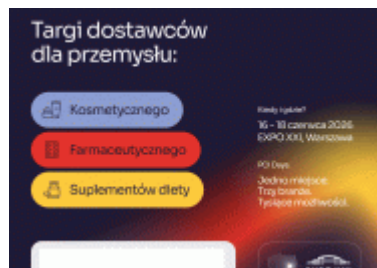 Targi dostawców
dla przemysłu:
Kosmetycznego
Farmaceutycznego
Suplementów diety
Kiedy i gdzie?
16 - 18 czerwca 2026
EXPO XXI, Warszawa
PCI Days
Jedno miejsce.
Trzy branże.
Tysiące możliwości.